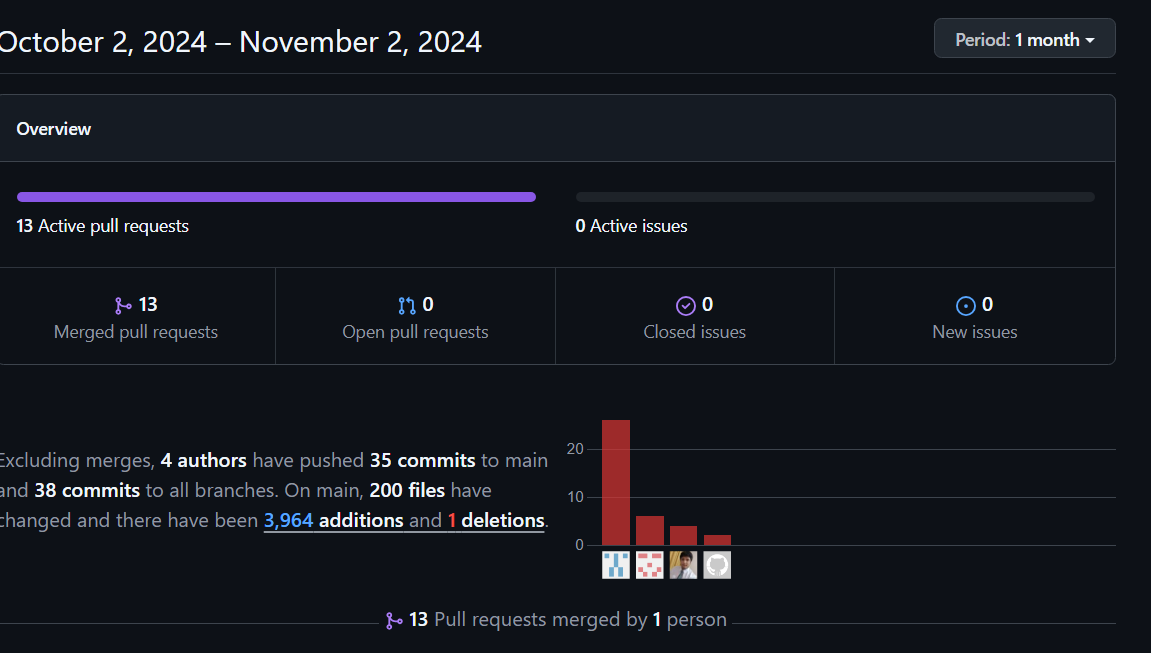 October 2, 2024 – November 2, 2024
Period: 1 month
Overview
13 Active pull requests
0 Active issues
13
Merged pull requests
0
Open pull requests
0
Closed issues
0
New issues
Excluding merges, 4 authors have pushed 35 commits to main
and 38 commits to all branches. On main, 200 files have
changed and there have been 3,964 additions and 1 deletions.
20
10
0
13 Pull requests merged by 1 person